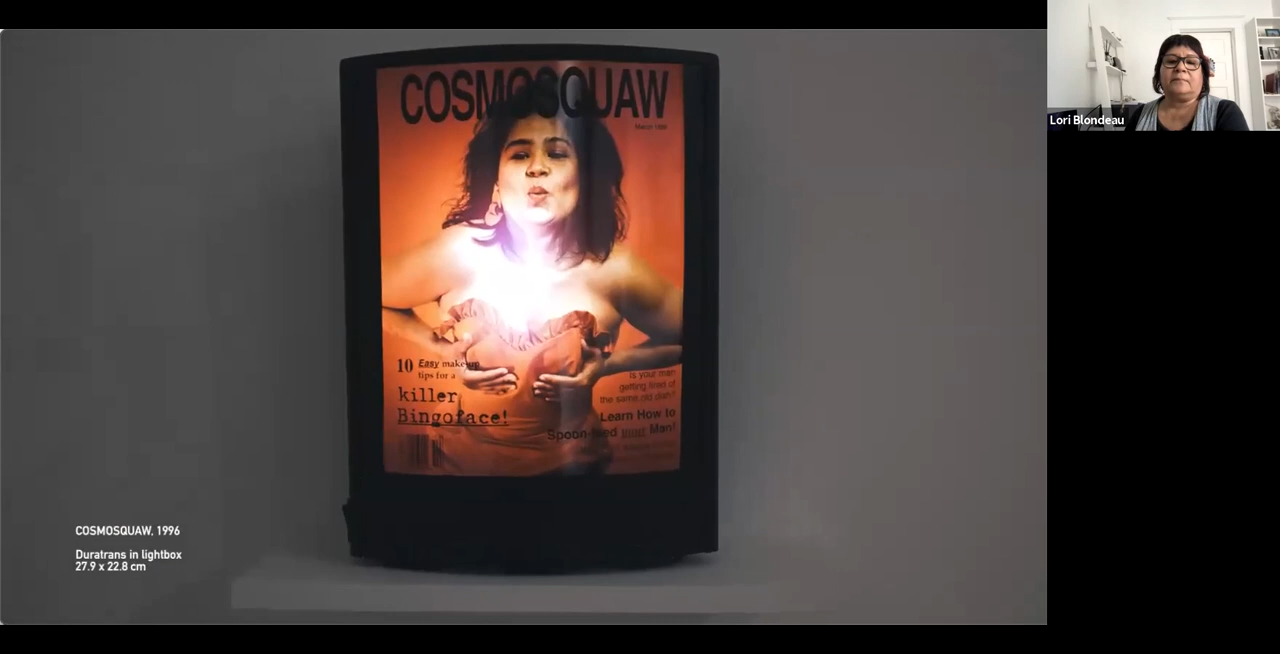 COSMOSQUAW
March 1996
10 Easy make-up
tips for a
killer
Bingoface!
Is your man
getting tired of
the same old dish?
Learn How to
Spoon-feed your Man!
COSMOSQUAW, 1996
Duratrans in lightbox
27.9 x 22.8 cm
Lori Blondeau